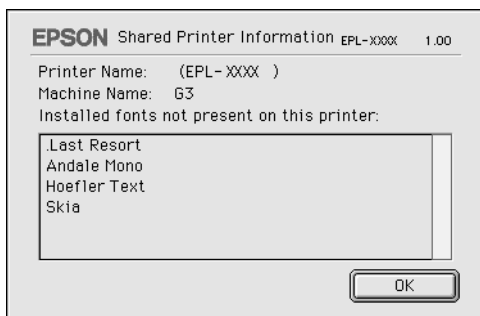 EPSON Shared Printer Information EPL-XXXX 1.00
Printer Name: (EPL-XXXX )
Machine Name: G3
Installed fonts not present on this printer:
.Last Resort
Andale Mono
Hoefler Text
Skia
OK